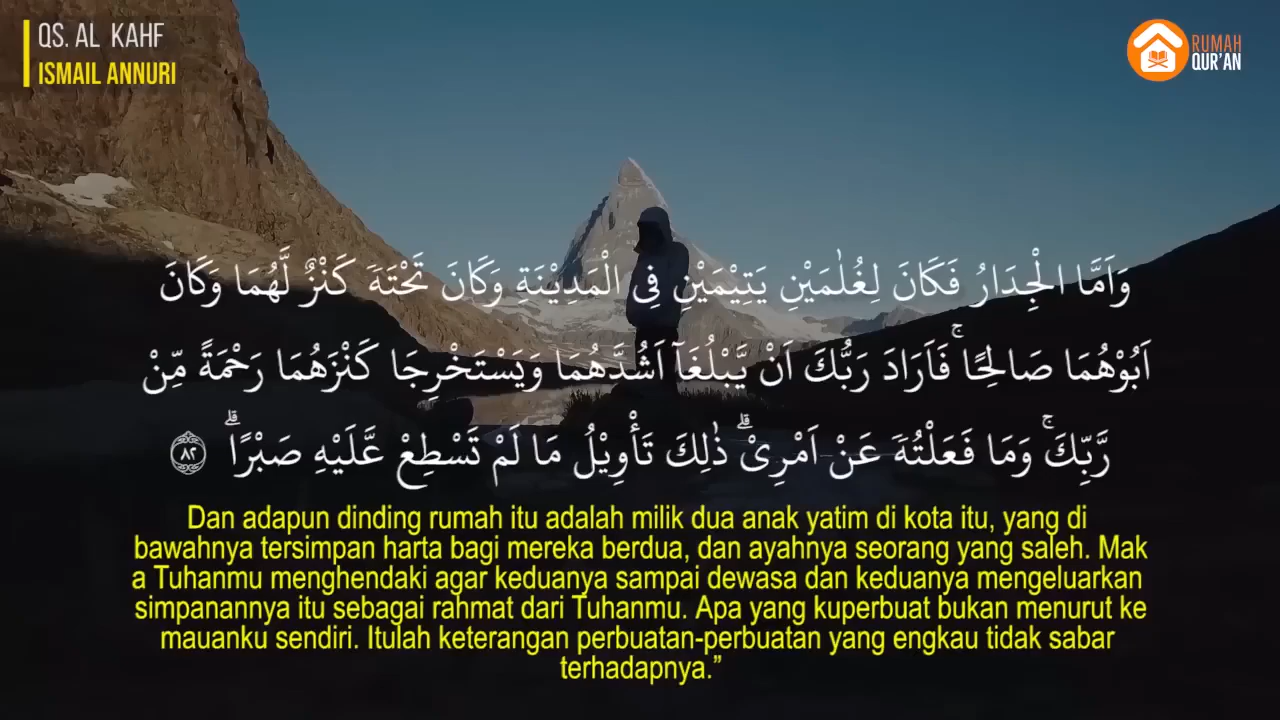 QS. AL KAHF
ISMAIL ANNURI
RUMAH
QUR'AN
وَاَمَّا الْجِدَارُ فَكَانَ لِغُلٰمَيْنِ يَتِيْمَيْنِ فِى الْمَدِيْنَةِ وَكَانَ تَحْتَهٗ كَنْزٌ لَّهُمَا وَكَانَ
اَبُوْهُمَا صَالِحًا ۚفَاَرَادَ رَبُّكَ اَنْ يَّبْلُغَآ اَشُدَّهُمَا وَيَسْتَخْرِجَا كَنْزَهُمَا رَحْمَةً مِّنْ
رَّبِّكَۚ وَمَا فَعَلْتُهٗ عَنْ اَمْرِيْۗ ذٰلِكَ تَأْوِيْلُ مَا لَمْ تَسْطِعْ عَّلَيْهِ صَبْرًاۗ ٨٢
Dan adapun dinding rumah itu adalah milik dua anak yatim di kota itu, yang di
bawahnya tersimpan harta bagi mereka berdua, dan ayahnya seorang yang saleh. Mak
a Tuhanmu menghendaki agar keduanya sampai dewasa dan keduanya mengeluarkan
simpanannya itu sebagai rahmat dari Tuhanmu. Apa yang kuperbuat bukan menurut ke
mauanku sendiri. Itulah keterangan perbuatan-perbuatan yang engkau tidak sabar
terhadapnya.”